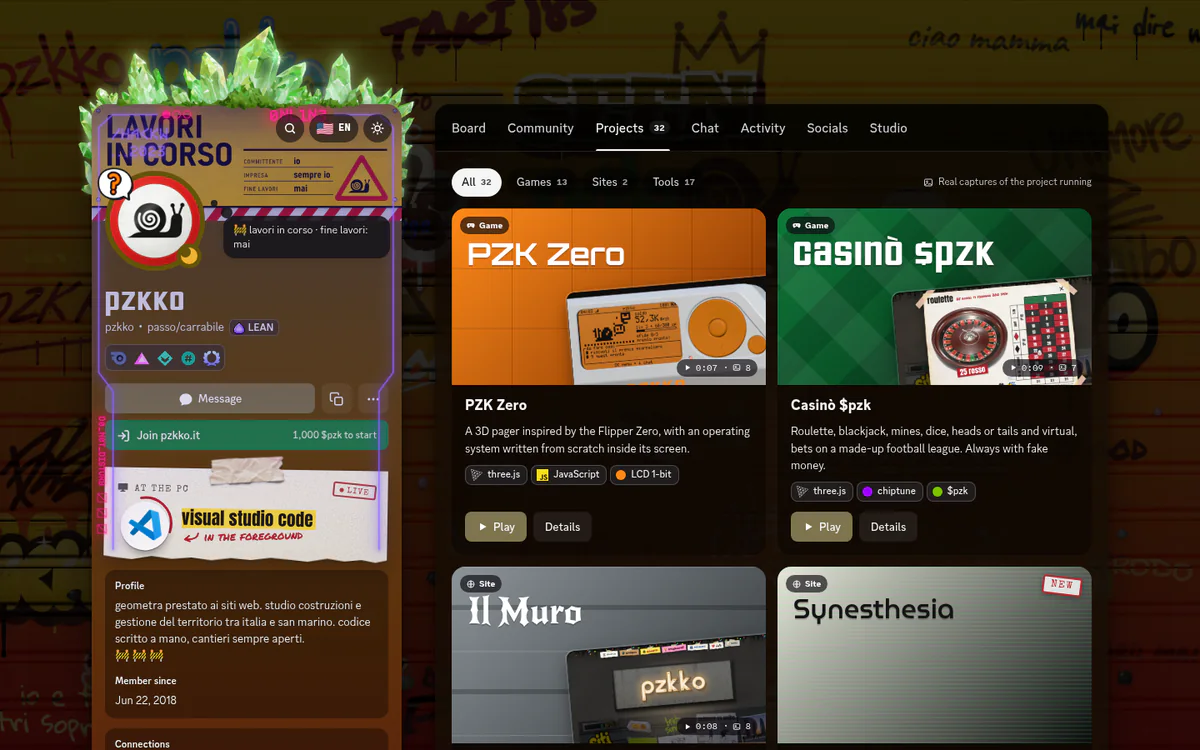 TAKI 183
ciao mamma
mai dire
pzkko
LAVORI
IN CORSO
EN
COMMITTENTE io
IMPRESA sempre io
FINE LAVORI mai
lavori in corso · fine lavori:
mai
pzkko
pzkko • passo/carrabile LEAN
Message
Join pzkko.it 1,000 $pzk to start
AT THE PC
LIVE
visual studio code
IN THE FOREGROUND
Profile
geometra prestato ai siti web. studio costruzioni e
gestione del territorio tra italia e san marino. codice
scritto a mano, cantieri sempre aperti.
Member since
Jun 22, 2018
Connections
Board Community Projects 32 Chat Activity Socials Studio
All 32 Games 13 Sites 2 Tools 17
Real captures of the project running
Game
PZK Zero
0:07 · 8
PZK Zero
A 3D pager inspired by the Flipper Zero, with an operating
system written from scratch inside its screen.
three.js JS JavaScript LCD 1-bit
Play Details
Game
casinò $pzk
roulette
25 rosso
0:09 · 7
Casinò $pzk
Roulette, blackjack, mines, dice, heads or tails and virtual,
bets on a made-up football league. Always with fake
money.
three.js chiptune $pzk
Play Details
Site
Il Muro
pzkko
0:08 · 8
Site
NEW
Synesthesia